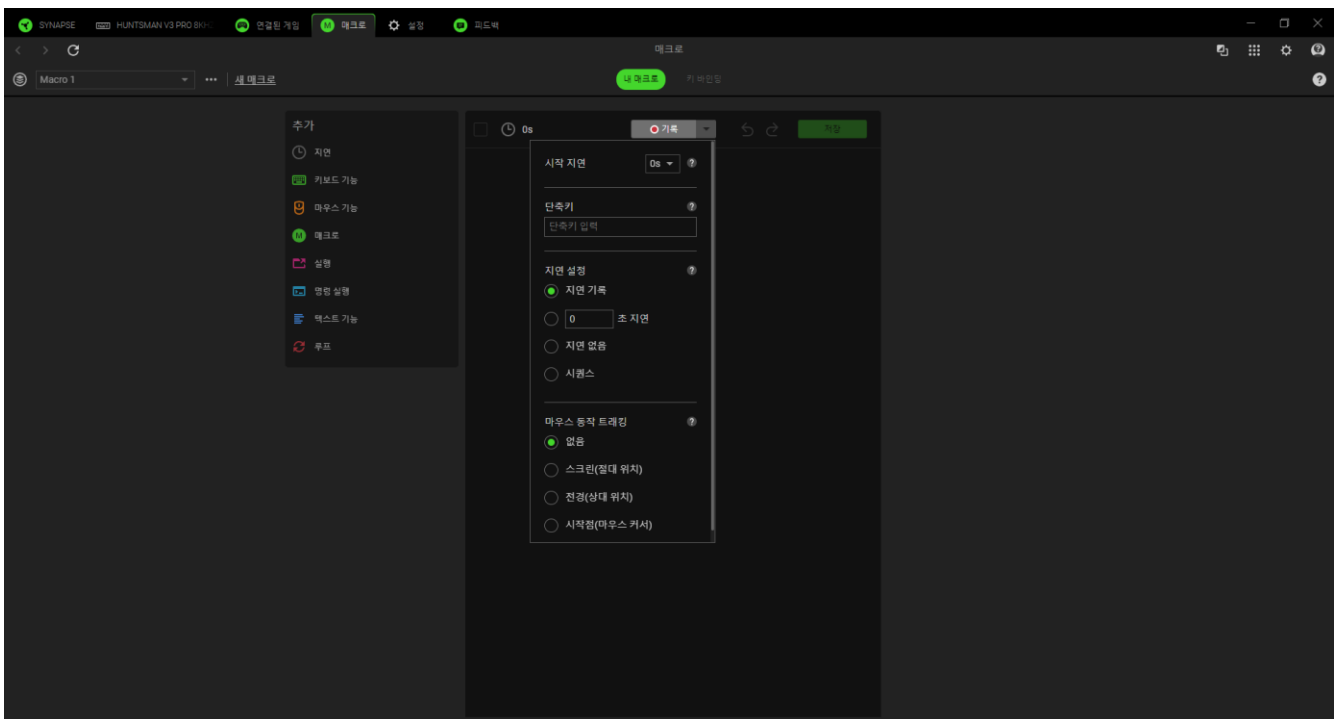 SYNAPSE HUNTSMAN V3 PRO 8KHz 연결된 게임 매크로 설정 피드백
매크로
Macro 1 새 매크로 내 매크로 키 바인딩
추가
지연
키보드 기능
마우스 기능
매크로
실행
명령 실행
텍스트 기능
루프
0s 기록 저장
시작 지연 0s
단축키
단축키 입력
지연 설정
지연 기록
0 초 지연
지연 없음
시퀀스
마우스 동작 트래킹
없음
스크린(절대 위치)
전경(상대 위치)
시작점(마우스 커서)